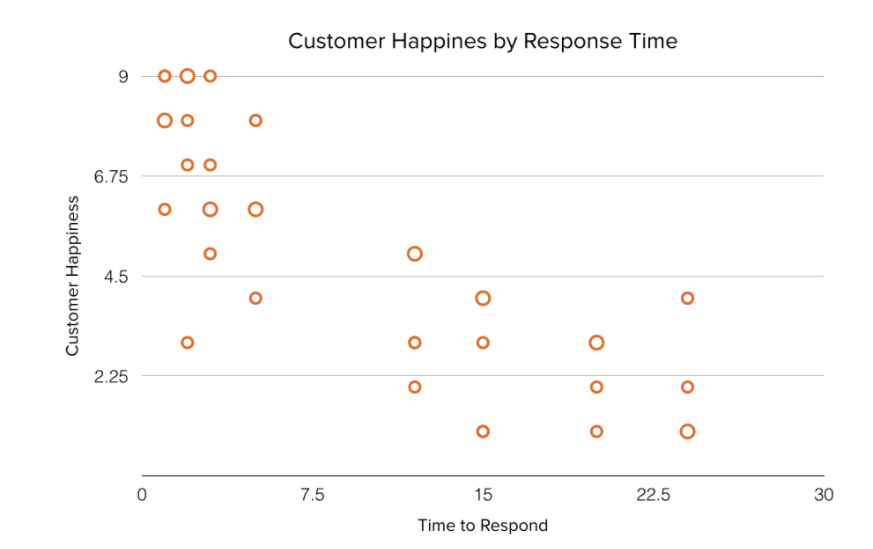 Customer Happines by Response Time
9
6.75
4.5
2.25
Customer Happiness
0 7.5 15 22.5 30
Time to Respond